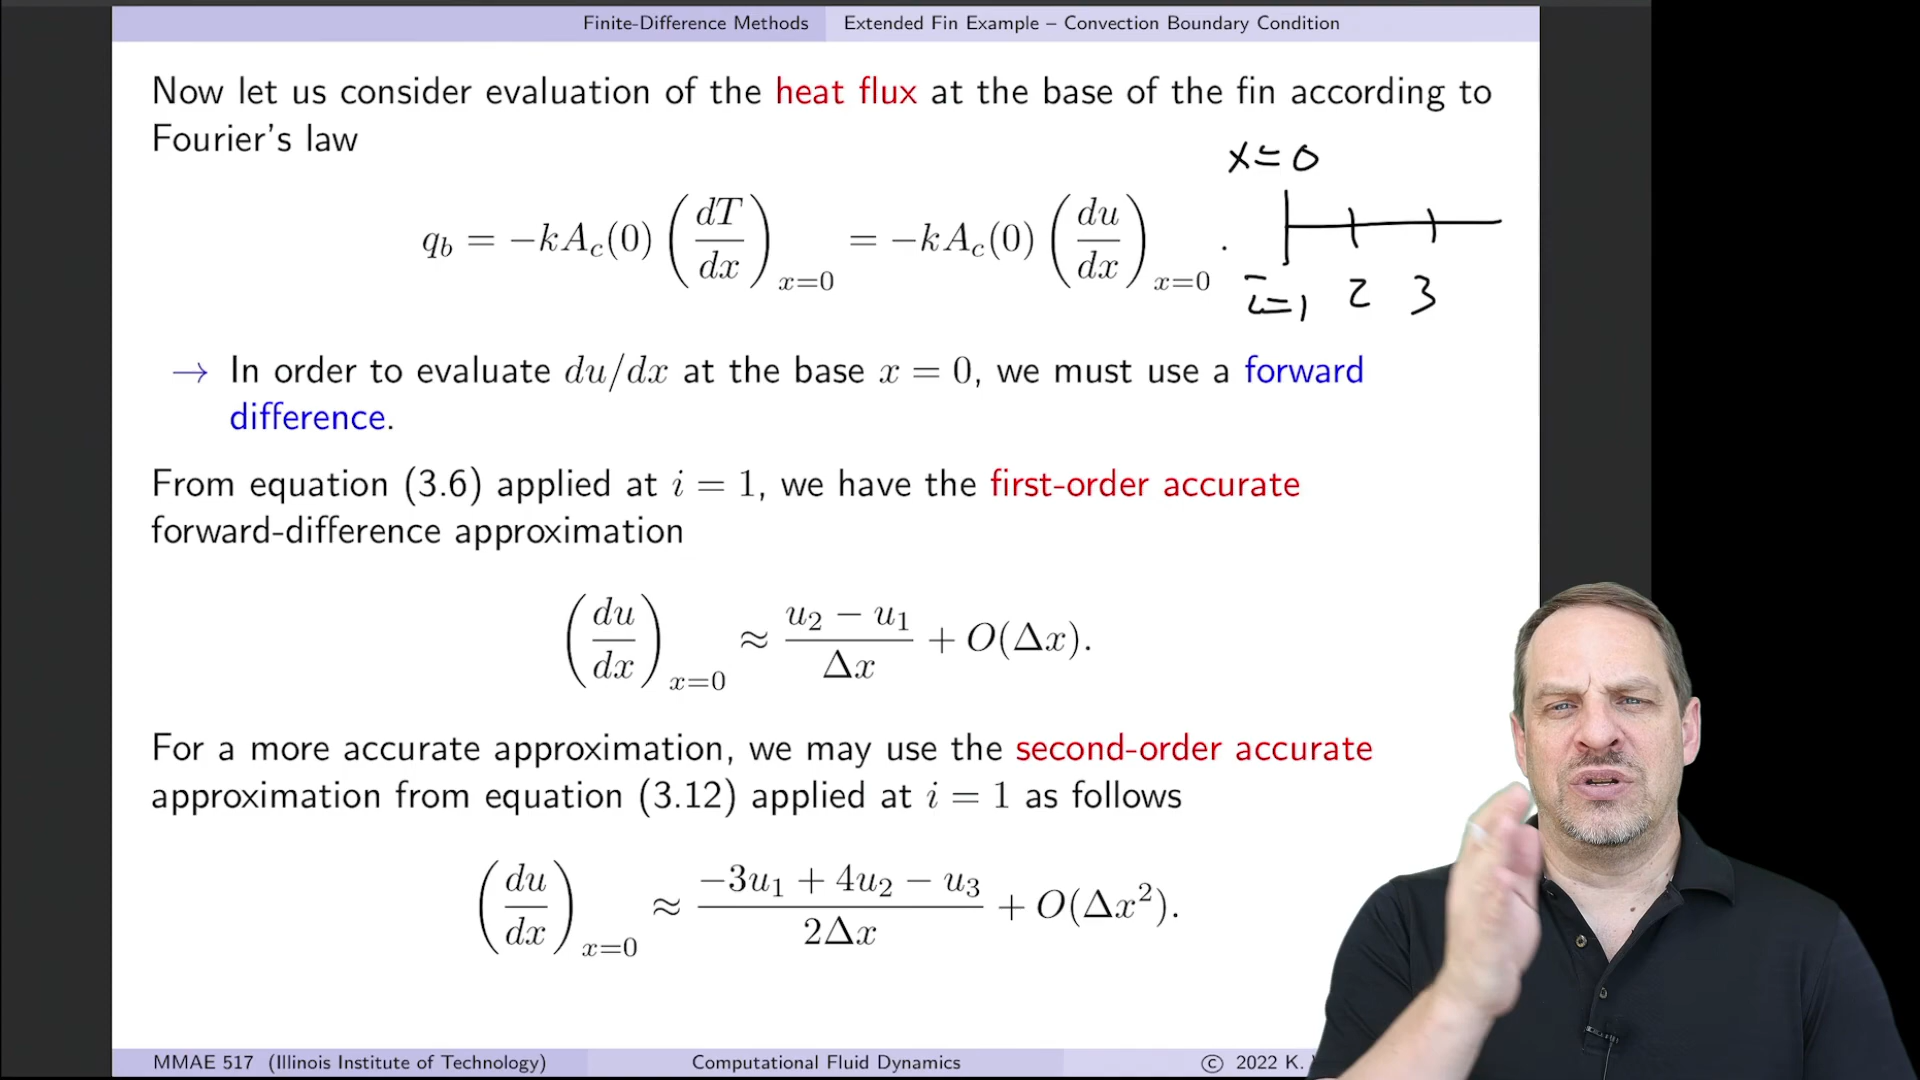 Finite-Difference Methods Extended Fin Example – Convection Boundary Condition
Now let us consider evaluation of the heat flux at the base of the fin according to
Fourier's law
x=0
q_b = −kA_c(0) (dT/dx)_{x=0} = −kA_c(0) (du/dx)_{x=0}.
i=1 2 3
→ In order to evaluate du/dx at the base x = 0, we must use a forward
difference.
From equation (3.6) applied at i = 1, we have the first-order accurate
forward-difference approximation
(du/dx)_{x=0} ≈ (u_2 − u_1)/Δx + O(Δx).
For a more accurate approximation, we may use the second-order accurate
approximation from equation (3.12) applied at i = 1 as follows
(du/dx)_{x=0} ≈ (−3u_1 + 4u_2 − u_3)/(2Δx) + O(Δx²).
MMAE 517 (Illinois Institute of Technology) Computational Fluid Dynamics © 2022 K.